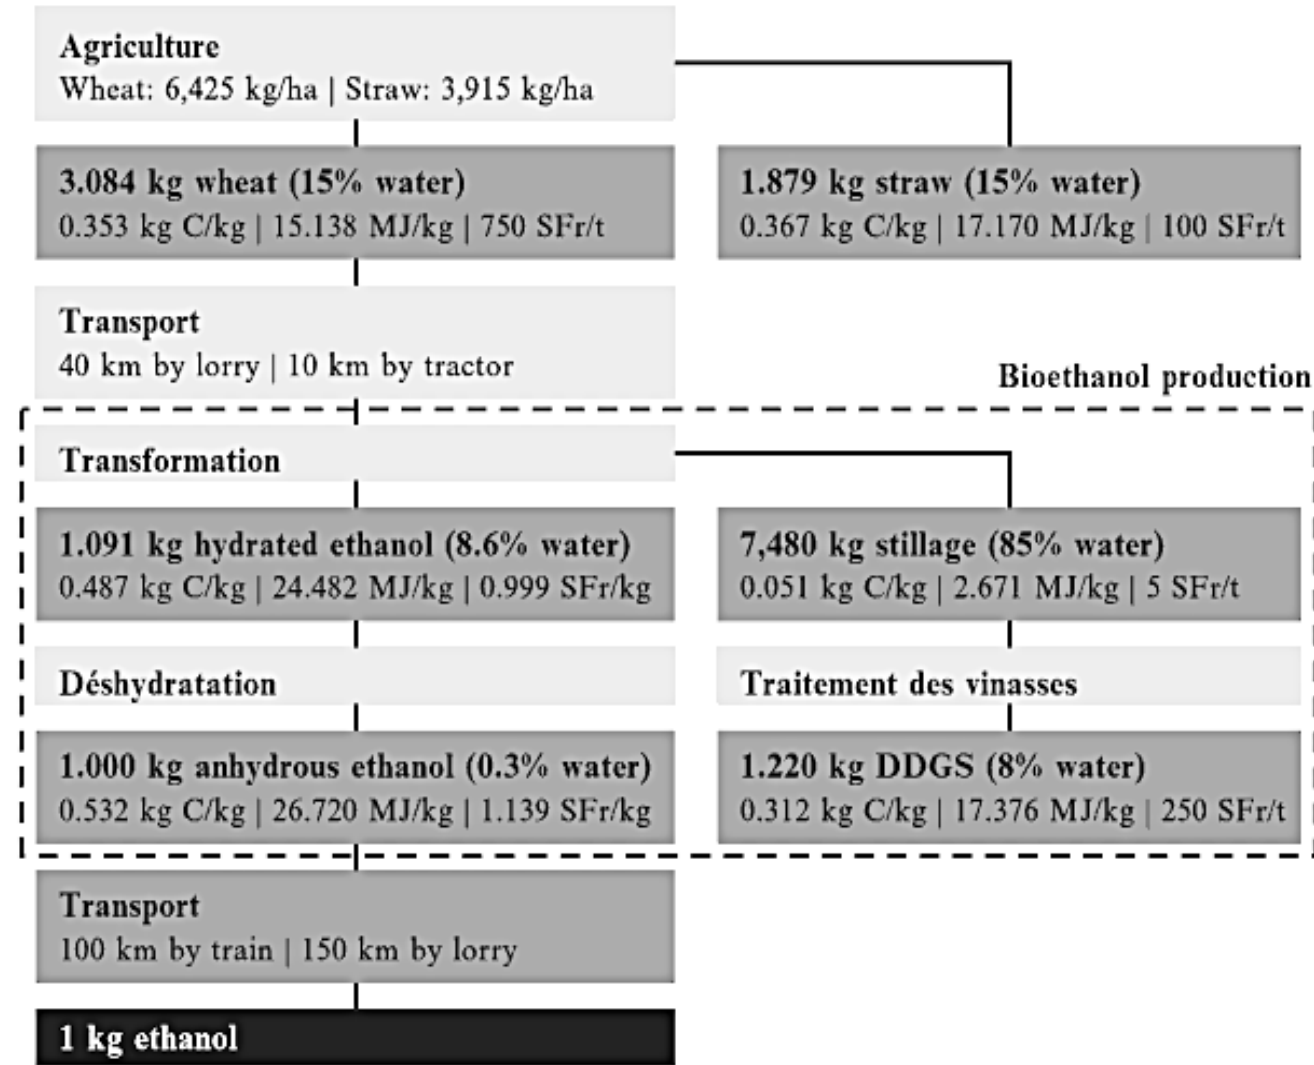 Agriculture
Wheat: 6,425 kg/ha | Straw: 3,915 kg/ha
3.084 kg wheat (15% water)
0.353 kg C/kg | 15.138 MJ/kg | 750 SFr/t
1.879 kg straw (15% water)
0.367 kg C/kg | 17.170 MJ/kg | 100 SFr/t
Transport
40 km by lorry | 10 km by tractor
Bioethanol production
Transformation
1.091 kg hydrated ethanol (8.6% water)
0.487 kg C/kg | 24.482 MJ/kg | 0.999 SFr/kg
7,480 kg stillage (85% water)
0.051 kg C/kg | 2.671 MJ/kg | 5 SFr/t
Déshydratation
Traitement des vinasses
1.000 kg anhydrous ethanol (0.3% water)
0.532 kg C/kg | 26.720 MJ/kg | 1.139 SFr/kg
1.220 kg DDGS (8% water)
0.312 kg C/kg | 17.376 MJ/kg | 250 SFr/t
Transport
100 km by train | 150 km by lorry
1 kg ethanol